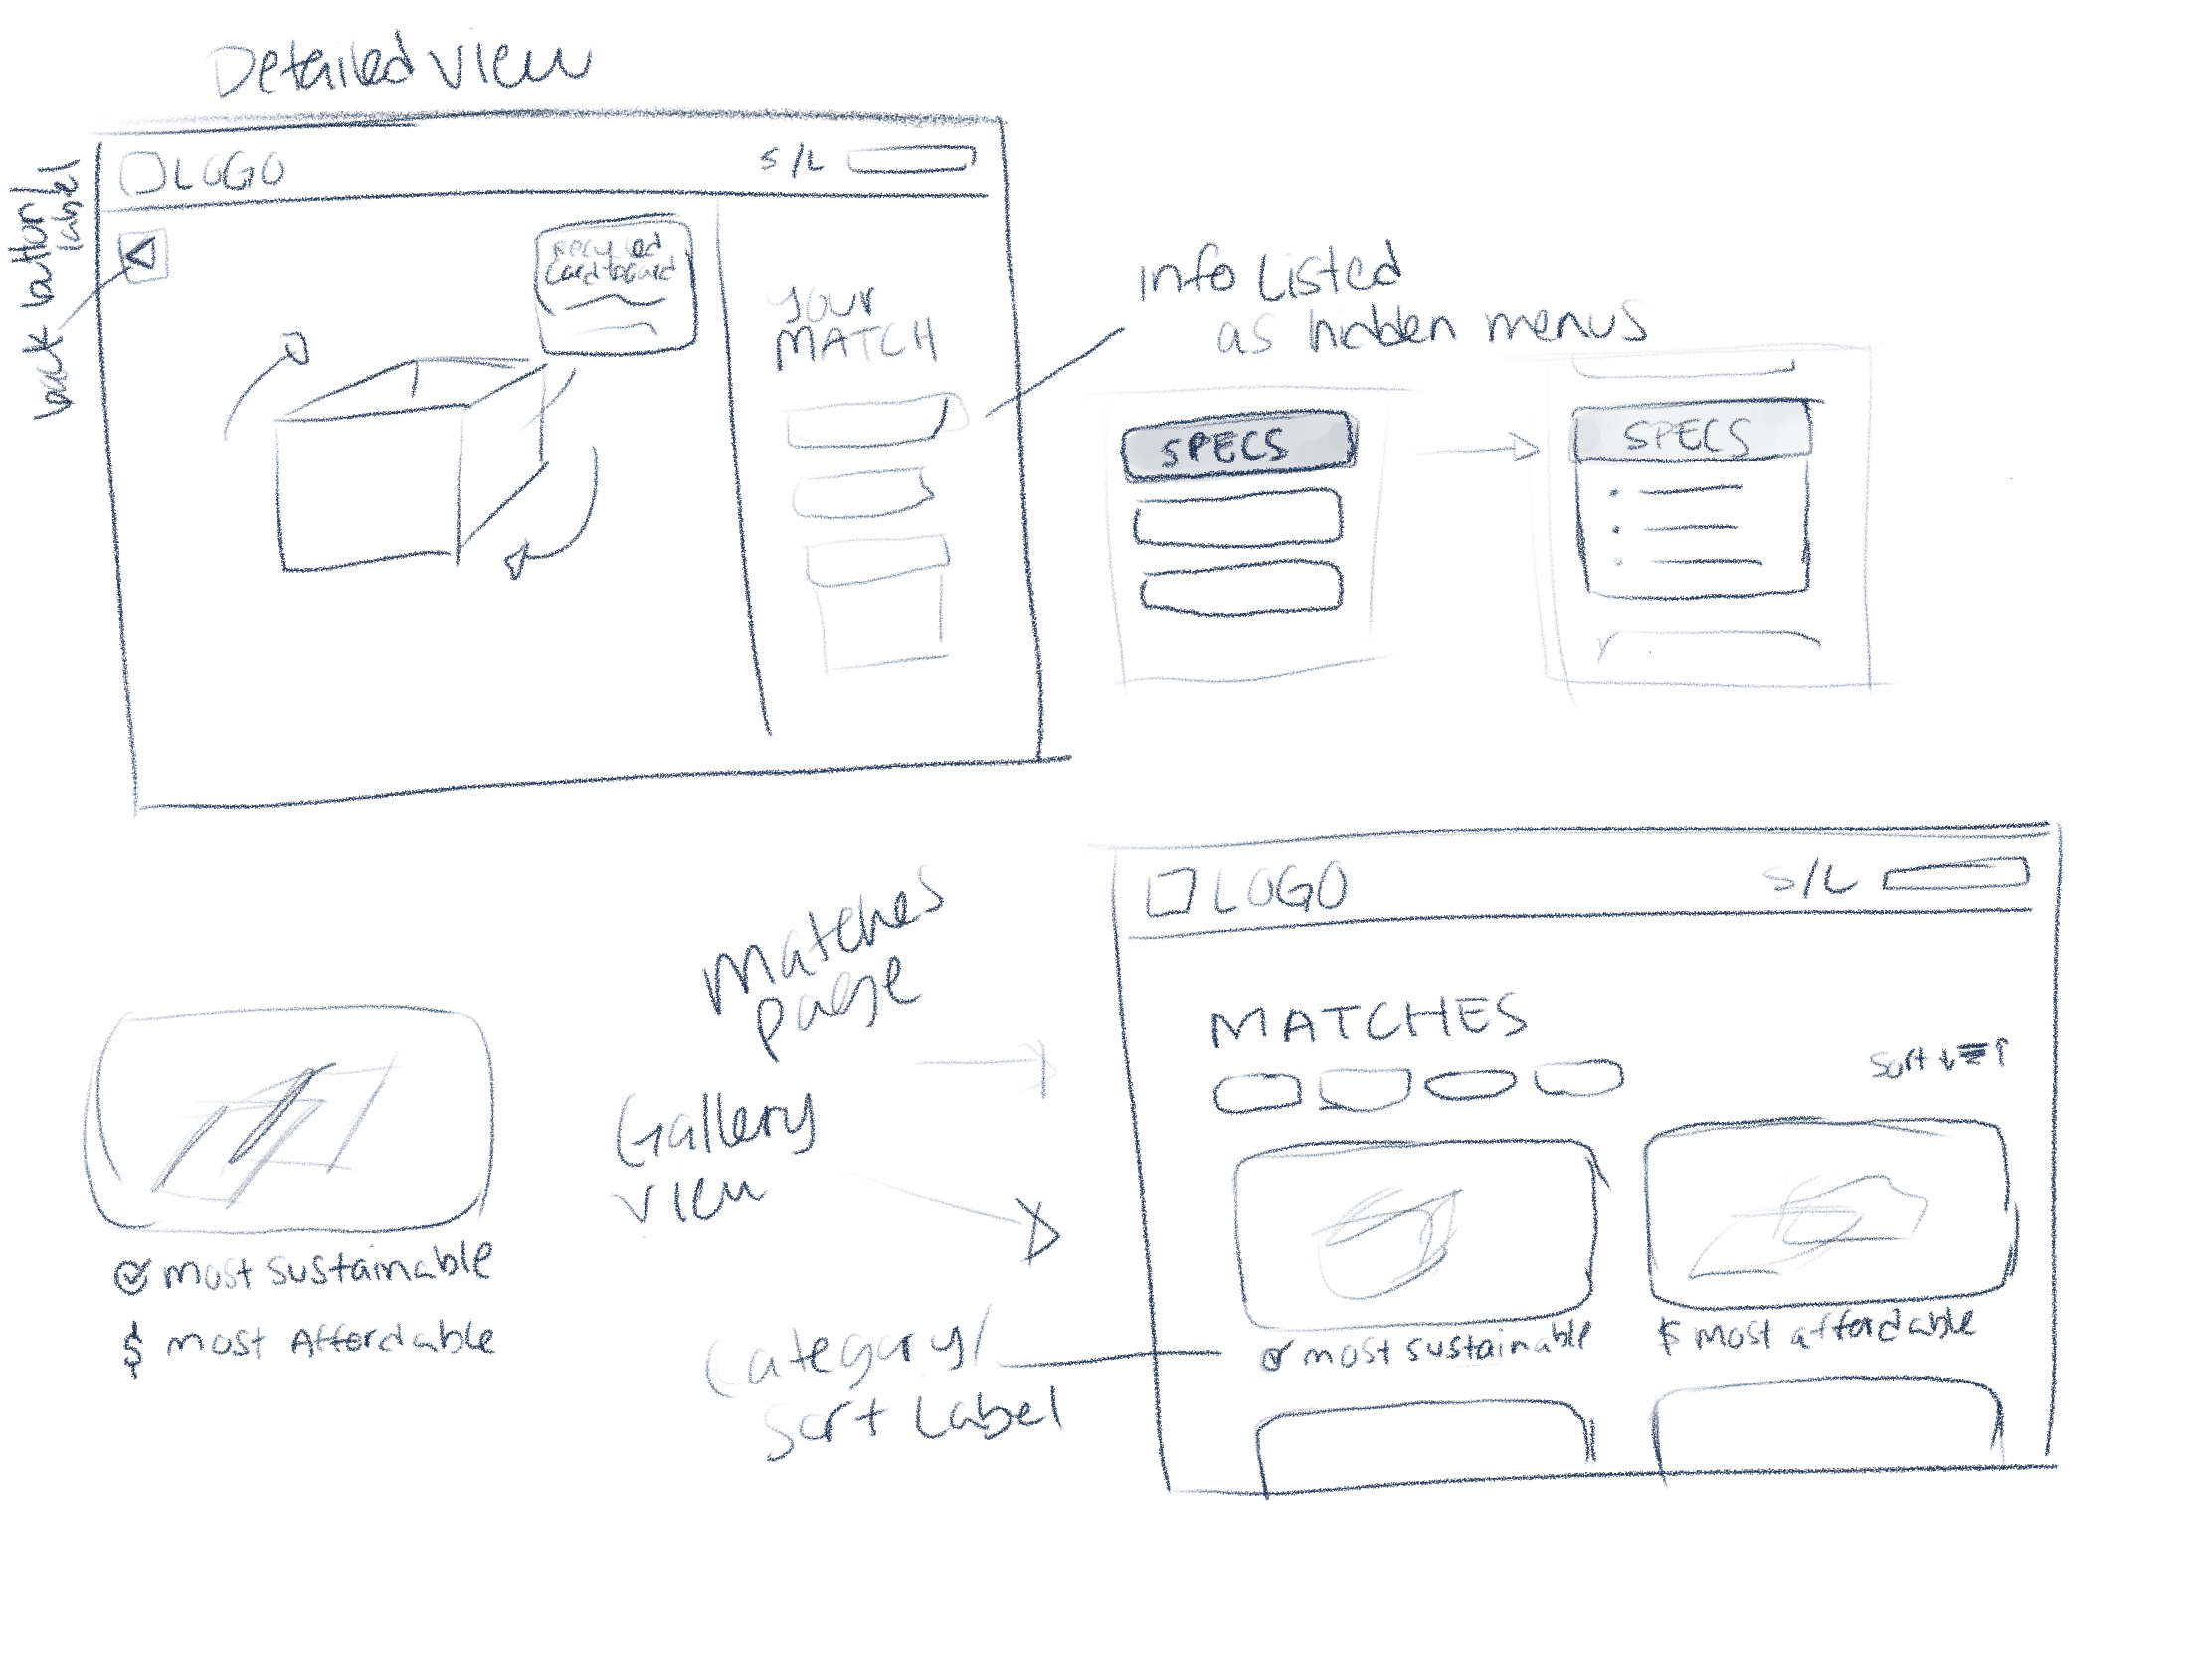 Detailed view
LOGO
S/L
back button/
label
Recycled
Cardboard
your
MATCH
info Listed
as hidden menus
SPECS
SPECS
Matches
page
Gallery
view
Category/
Sort Label
most sustainable
$ most Affordable
LOGO
S/L
MATCHES
Sort
most sustainable
$ most affordable